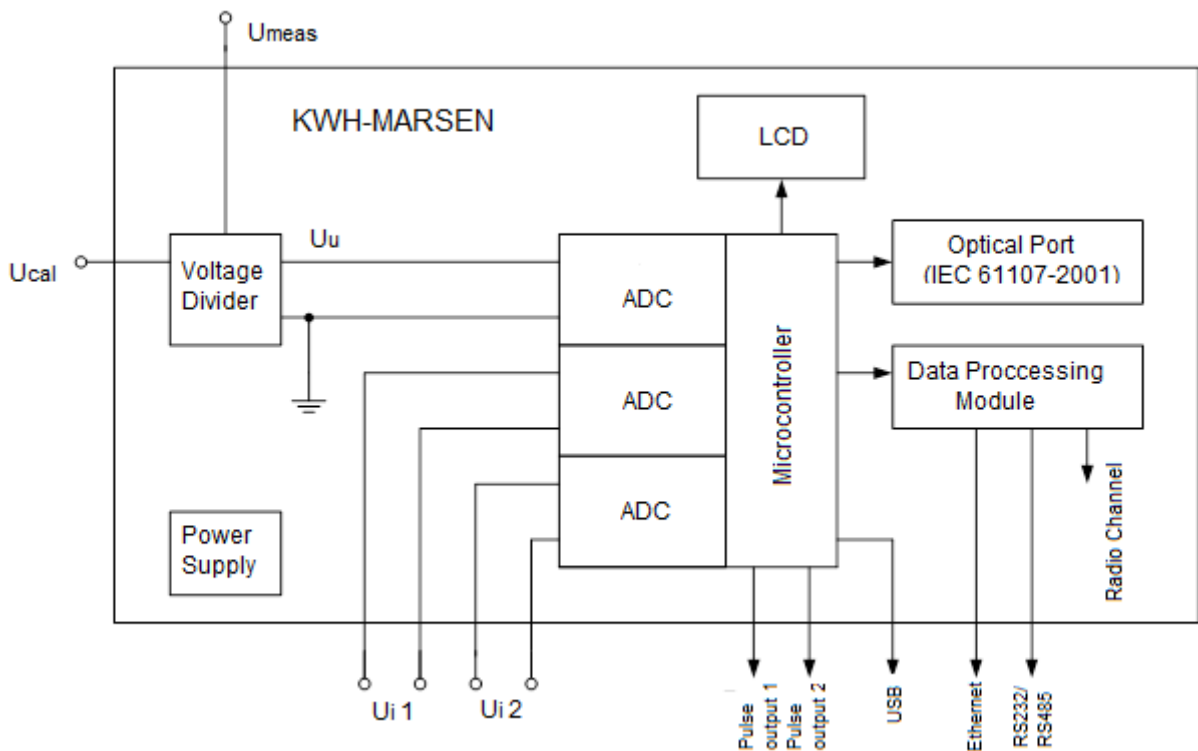 Umeas
KWH-MARSEN
LCD
Ucal
Voltage
Divider
Uu
ADC
ADC
ADC
Microcontroller
Optical Port
(IEC 61107-2001)
Data Proccessing
Module
Radio Channel
Power
Supply
Ui 1
Ui 2
Pulse
output 1
Pulse
output 2
USB
Ethernet
RS232/
RS485